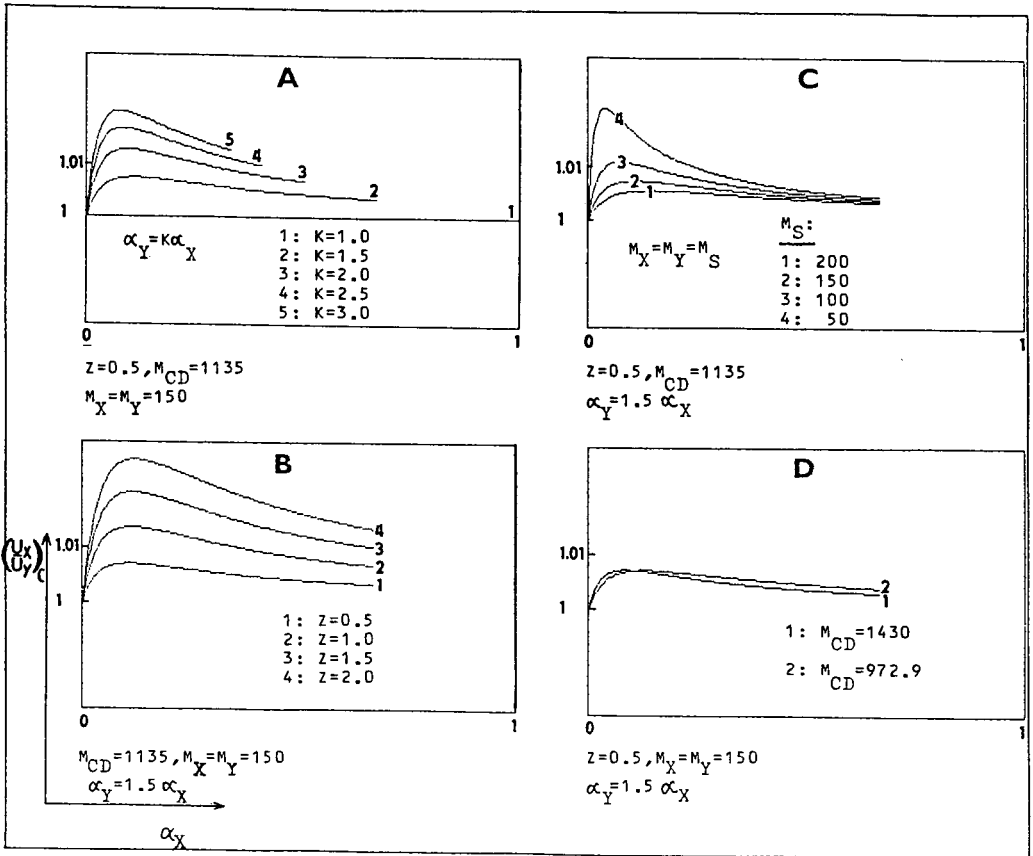 A
5
4
3
2
1.01
1
1
α_Y=Kα_X
1: K=1.0
2: K=1.5
3: K=2.0
4: K=2.5
5: K=3.0
0
1
Z=0.5,M_CD=1135
M_X=M_Y=150
C
4
3
2
1
1.01
1
M_X=M_Y=M_S
M_S:
1: 200
2: 150
3: 100
4: 50
0
1
Z=0.5,M_CD=1135
α_Y=1.5 α_X
B
4
3
2
1
1.01
1
1: Z=0.5
2: Z=1.0
3: Z=1.5
4: Z=2.0
0
1
M_CD=1135,M_X=M_Y=150
α_Y=1.5 α_X
α_X
D
2
1
1.01
1
1: M_CD=1430
2: M_CD=972.9
0
1
Z=0.5,M_X=M_Y=150
α_Y=1.5 α_X